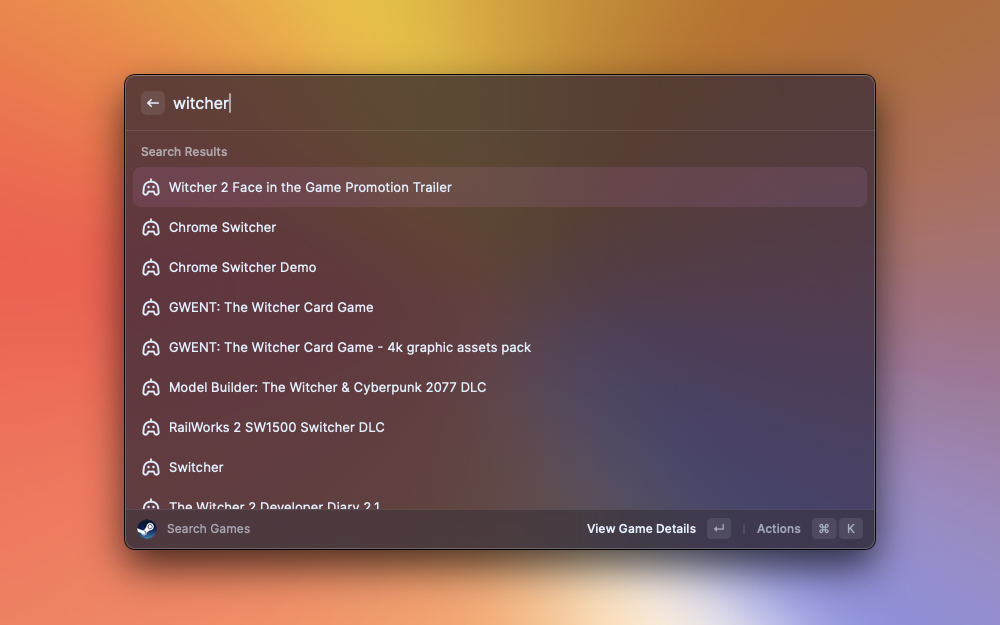 witcher
Search Results
Witcher 2 Face in the Game Promotion Trailer
Chrome Switcher
Chrome Switcher Demo
GWENT: The Witcher Card Game
GWENT: The Witcher Card Game - 4k graphic assets pack
Model Builder: The Witcher & Cyberpunk 2077 DLC
RailWorks 2 SW1500 Switcher DLC
Switcher
The Witcher 2 Developer Diary 2.1
Search Games View Game Details ↵ | Actions ⌘ K